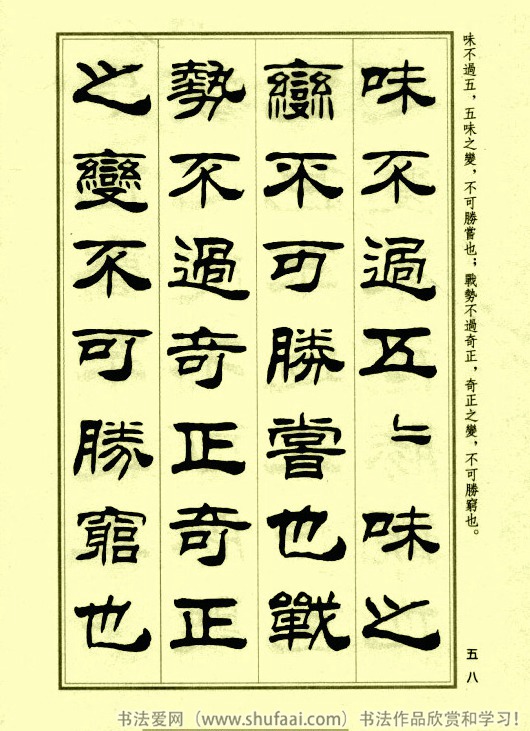 味不過五，五味之變，不可勝嘗也；戰勢不過奇正，奇正之變，不可勝窮也。
味不過五〻味之
變不可勝嘗也戰
勢不過奇正奇正
之變不可勝窮也
五八
书法爱网（www.shufaai.com）书法作品欣赏和学习！